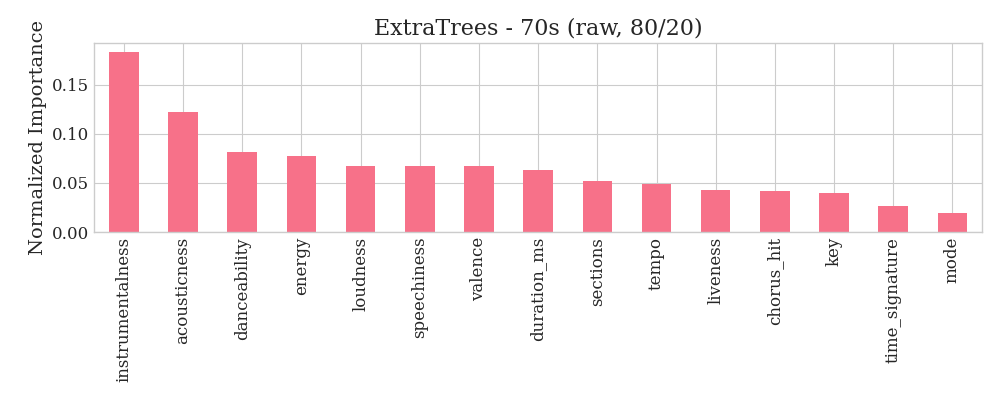 ExtraTrees - 70s (raw, 80/20)
Normalized Importance
0.15
0.10
0.05
0.00
instrumentalness
acousticness
danceability
energy
loudness
speechiness
valence
duration_ms
sections
tempo
liveness
chorus_hit
key
time_signature
mode